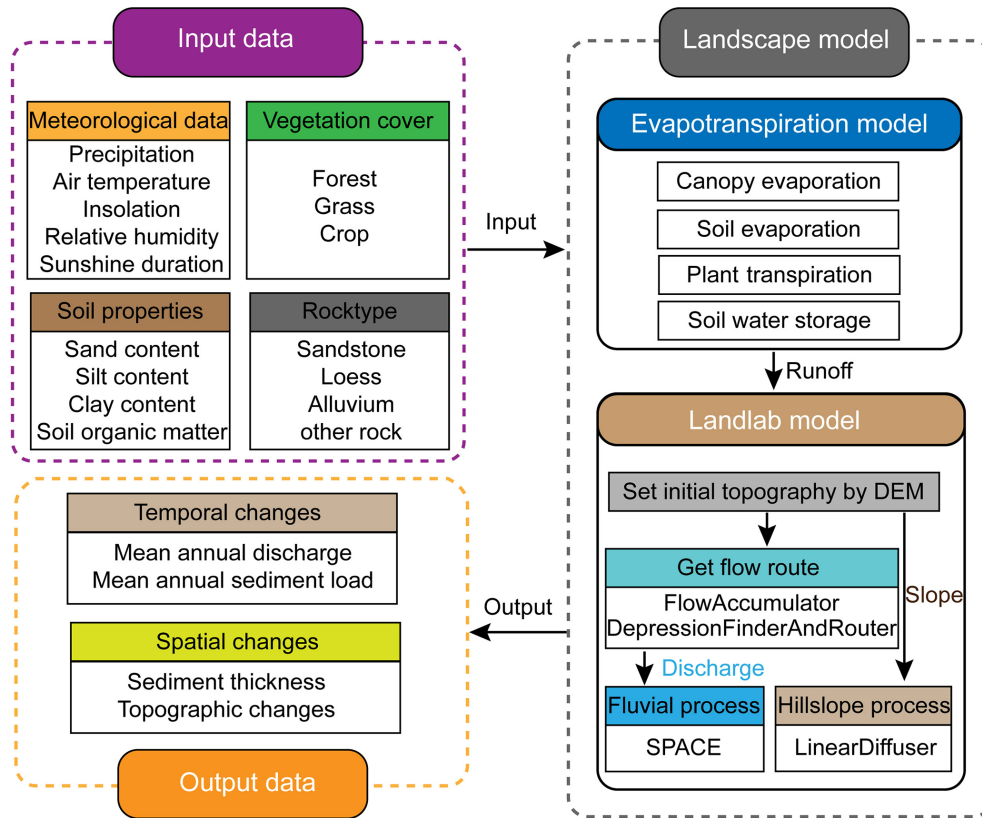 Input data
Meteorological data
Precipitation
Air temperature
Insolation
Relative humidity
Sunshine duration
Vegetation cover
Forest
Grass
Crop
Soil properties
Sand content
Silt content
Clay content
Soil organic matter
Rocktype
Sandstone
Loess
Alluvium
other rock
Input
Landscape model
Evapotranspiration model
Canopy evaporation
Soil evaporation
Plant transpiration
Soil water storage
Runoff
Landlab model
Set initial topography by DEM
Get flow route
FlowAccumulator
DepressionFinderAndRouter
Slope
Discharge
Fluvial process
SPACE
Hillslope process
LinearDiffuser
Output
Temporal changes
Mean annual discharge
Mean annual sediment load
Spatial changes
Sediment thickness
Topographic changes
Output data